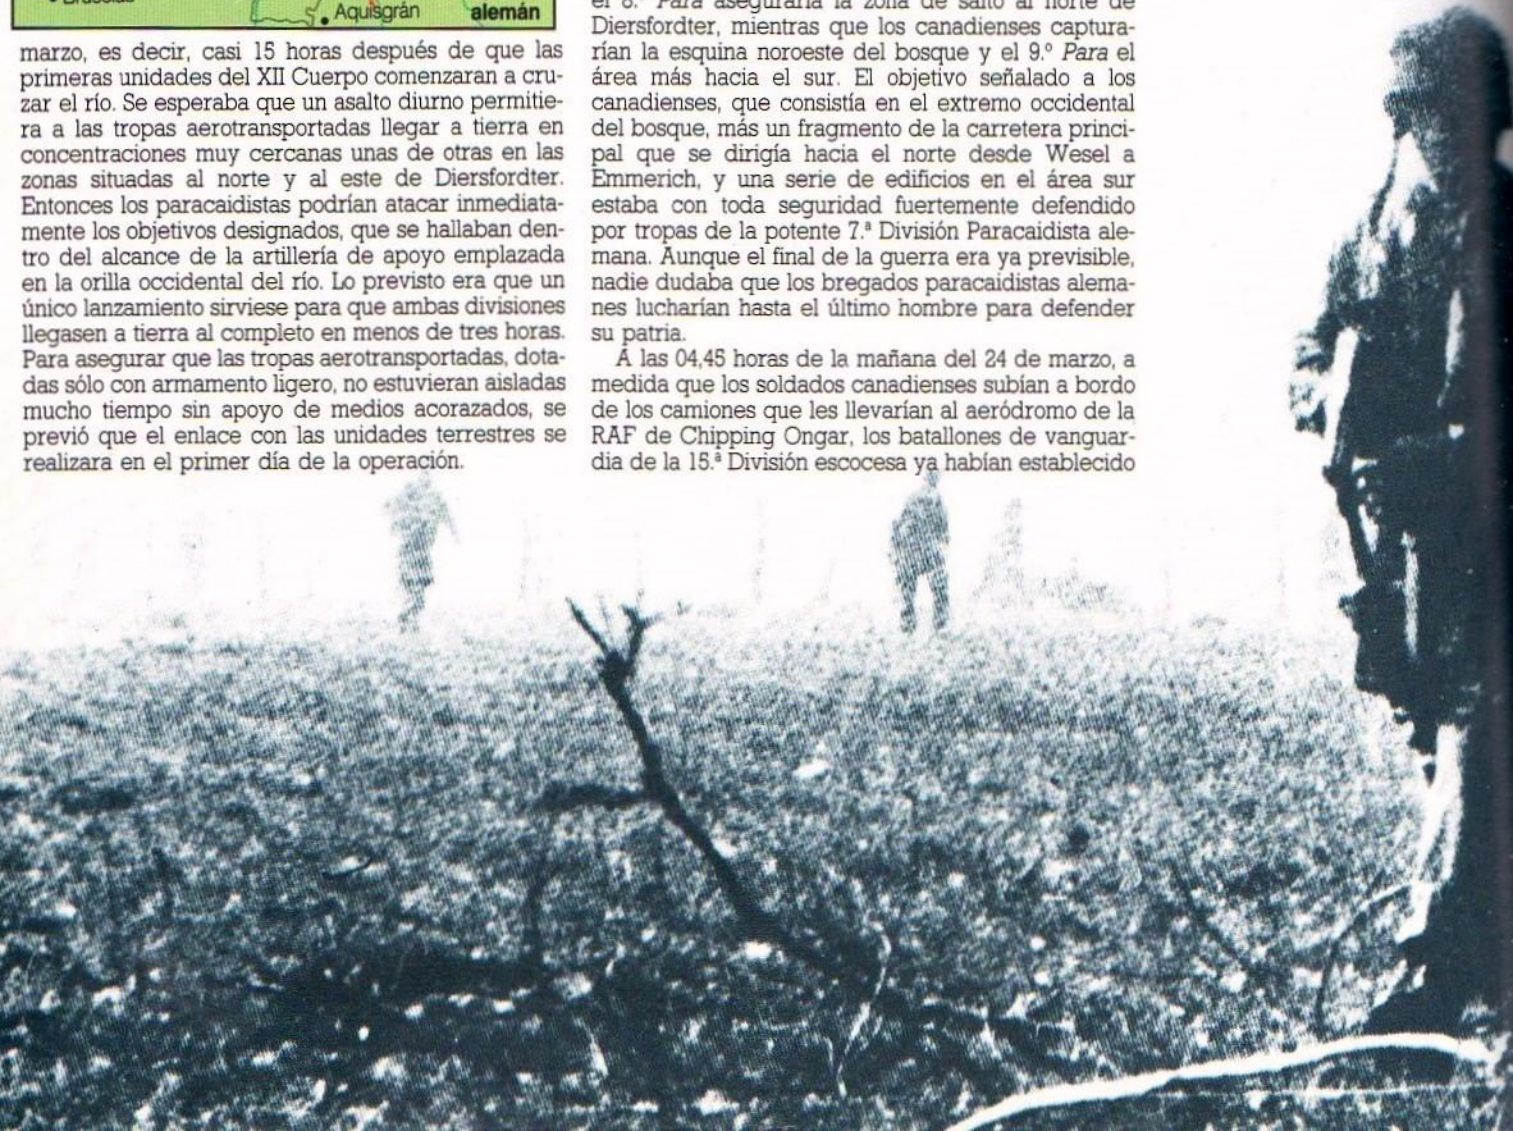 Bruselas
Aquisgrán
alemán
marzo, es decir, casi 15 horas después de que las
primeras unidades del XII Cuerpo comenzaran a cru-
zar el río. Se esperaba que un asalto diurno permitie-
ra a las tropas aerotransportadas llegar a tierra en
concentraciones muy cercanas unas de otras en las
zonas situadas al norte y al este de Diersfordter.
Entonces los paracaidistas podrían atacar inmediata-
mente los objetivos designados, que se hallaban den-
tro del alcance de la artillería de apoyo emplazada
en la orilla occidental del río. Lo previsto era que un
único lanzamiento sirviese para que ambas divisiones
llegasen a tierra al completo en menos de tres horas.
Para asegurar que las tropas aerotransportadas, dota-
das sólo con armamento ligero, no estuvieran aisladas
mucho tiempo sin apoyo de medios acorazados, se
previó que el enlace con las unidades terrestres se
realizara en el primer día de la operación.
el 8.º Para aseguraría la zona de salto al norte de
Diersfordter, mientras que los canadienses captura-
rían la esquina noroeste del bosque y el 9.º Para el
área más hacia el sur. El objetivo señalado a los
canadienses, que consistía en el extremo occidental
del bosque, más un fragmento de la carretera princi-
pal que se dirigía hacia el norte desde Wesel a
Emmerich, y una serie de edificios en el área sur
estaba con toda seguridad fuertemente defendido
por tropas de la potente 7.ª División Paracaidista ale-
mana. Aunque el final de la guerra era ya previsible,
nadie dudaba que los bregados paracaidistas alema-
nes lucharían hasta el último hombre para defender
su patria.
A las 04,45 horas de la mañana del 24 de marzo, a
medida que los soldados canadienses subían a bordo
de los camiones que les llevarían al aeródromo de la
RAF de Chipping Ongar, los batallones de vanguar-
dia de la 15.ª División escocesa ya habían establecido